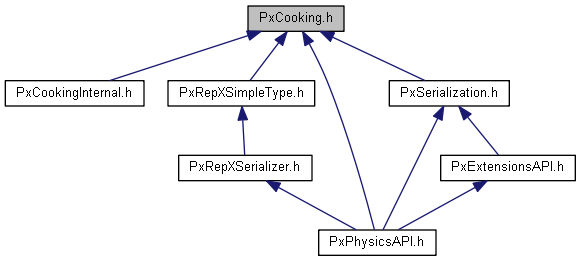 PxCooking.h
PxCookingInternal.h
PxRepXSimpleType.h
PxSerialization.h
PxRepXSerializer.h
PxExtensionsAPI.h
PxPhysicsAPI.h